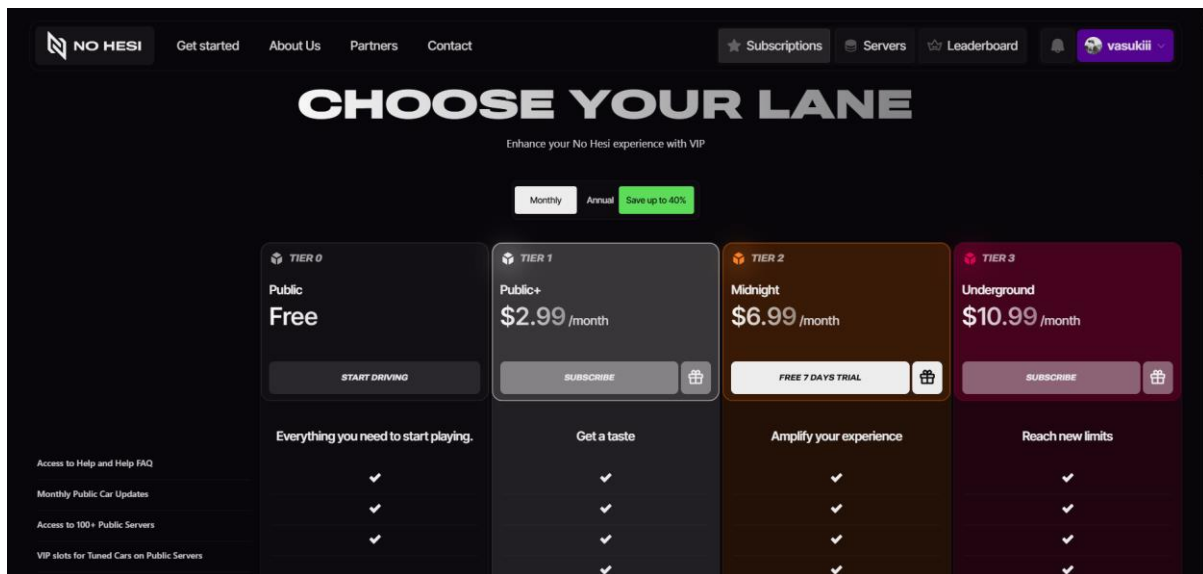 NO HESI Get started About Us Partners Contact Subscriptions Servers Leaderboard vasukiii
CHOOSE YOUR LANE
Enhance your No Hesi experience with VIP
Monthly Annual Save up to 40%
TIER 0 TIER 1 TIER 2 TIER 3
Public Public+ Midnight Underground
Free $2.99 /month $6.99 /month $10.99 /month
START DRIVING SUBSCRIBE FREE 7 DAYS TRIAL SUBSCRIBE
Everything you need to start playing. Get a taste Amplify your experience Reach new limits
Access to Help and Help FAQ
Monthly Public Car Updates
Access to 100+ Public Servers
VIP slots for Tuned Cars on Public Servers